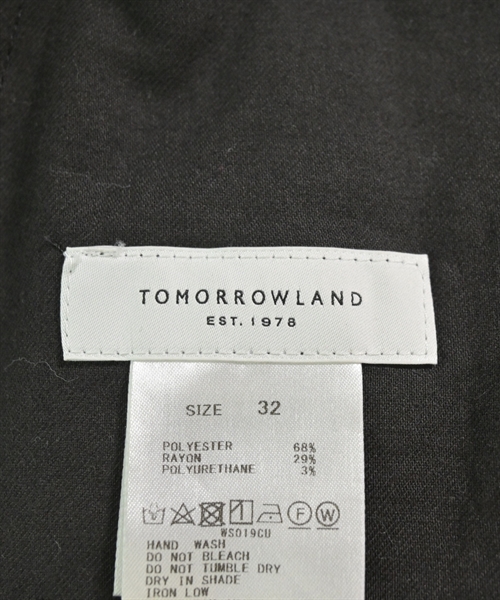 TOMORROWLAND
EST. 1978
SIZE 32
POLYESTER 68%
RAYON 29%
POLYURETHANE 3%
F W
WS019CU
HAND WASH
DO NOT BLEACH
DO NOT TUMBLE DRY
DRY IN SHADE
IRON LOW